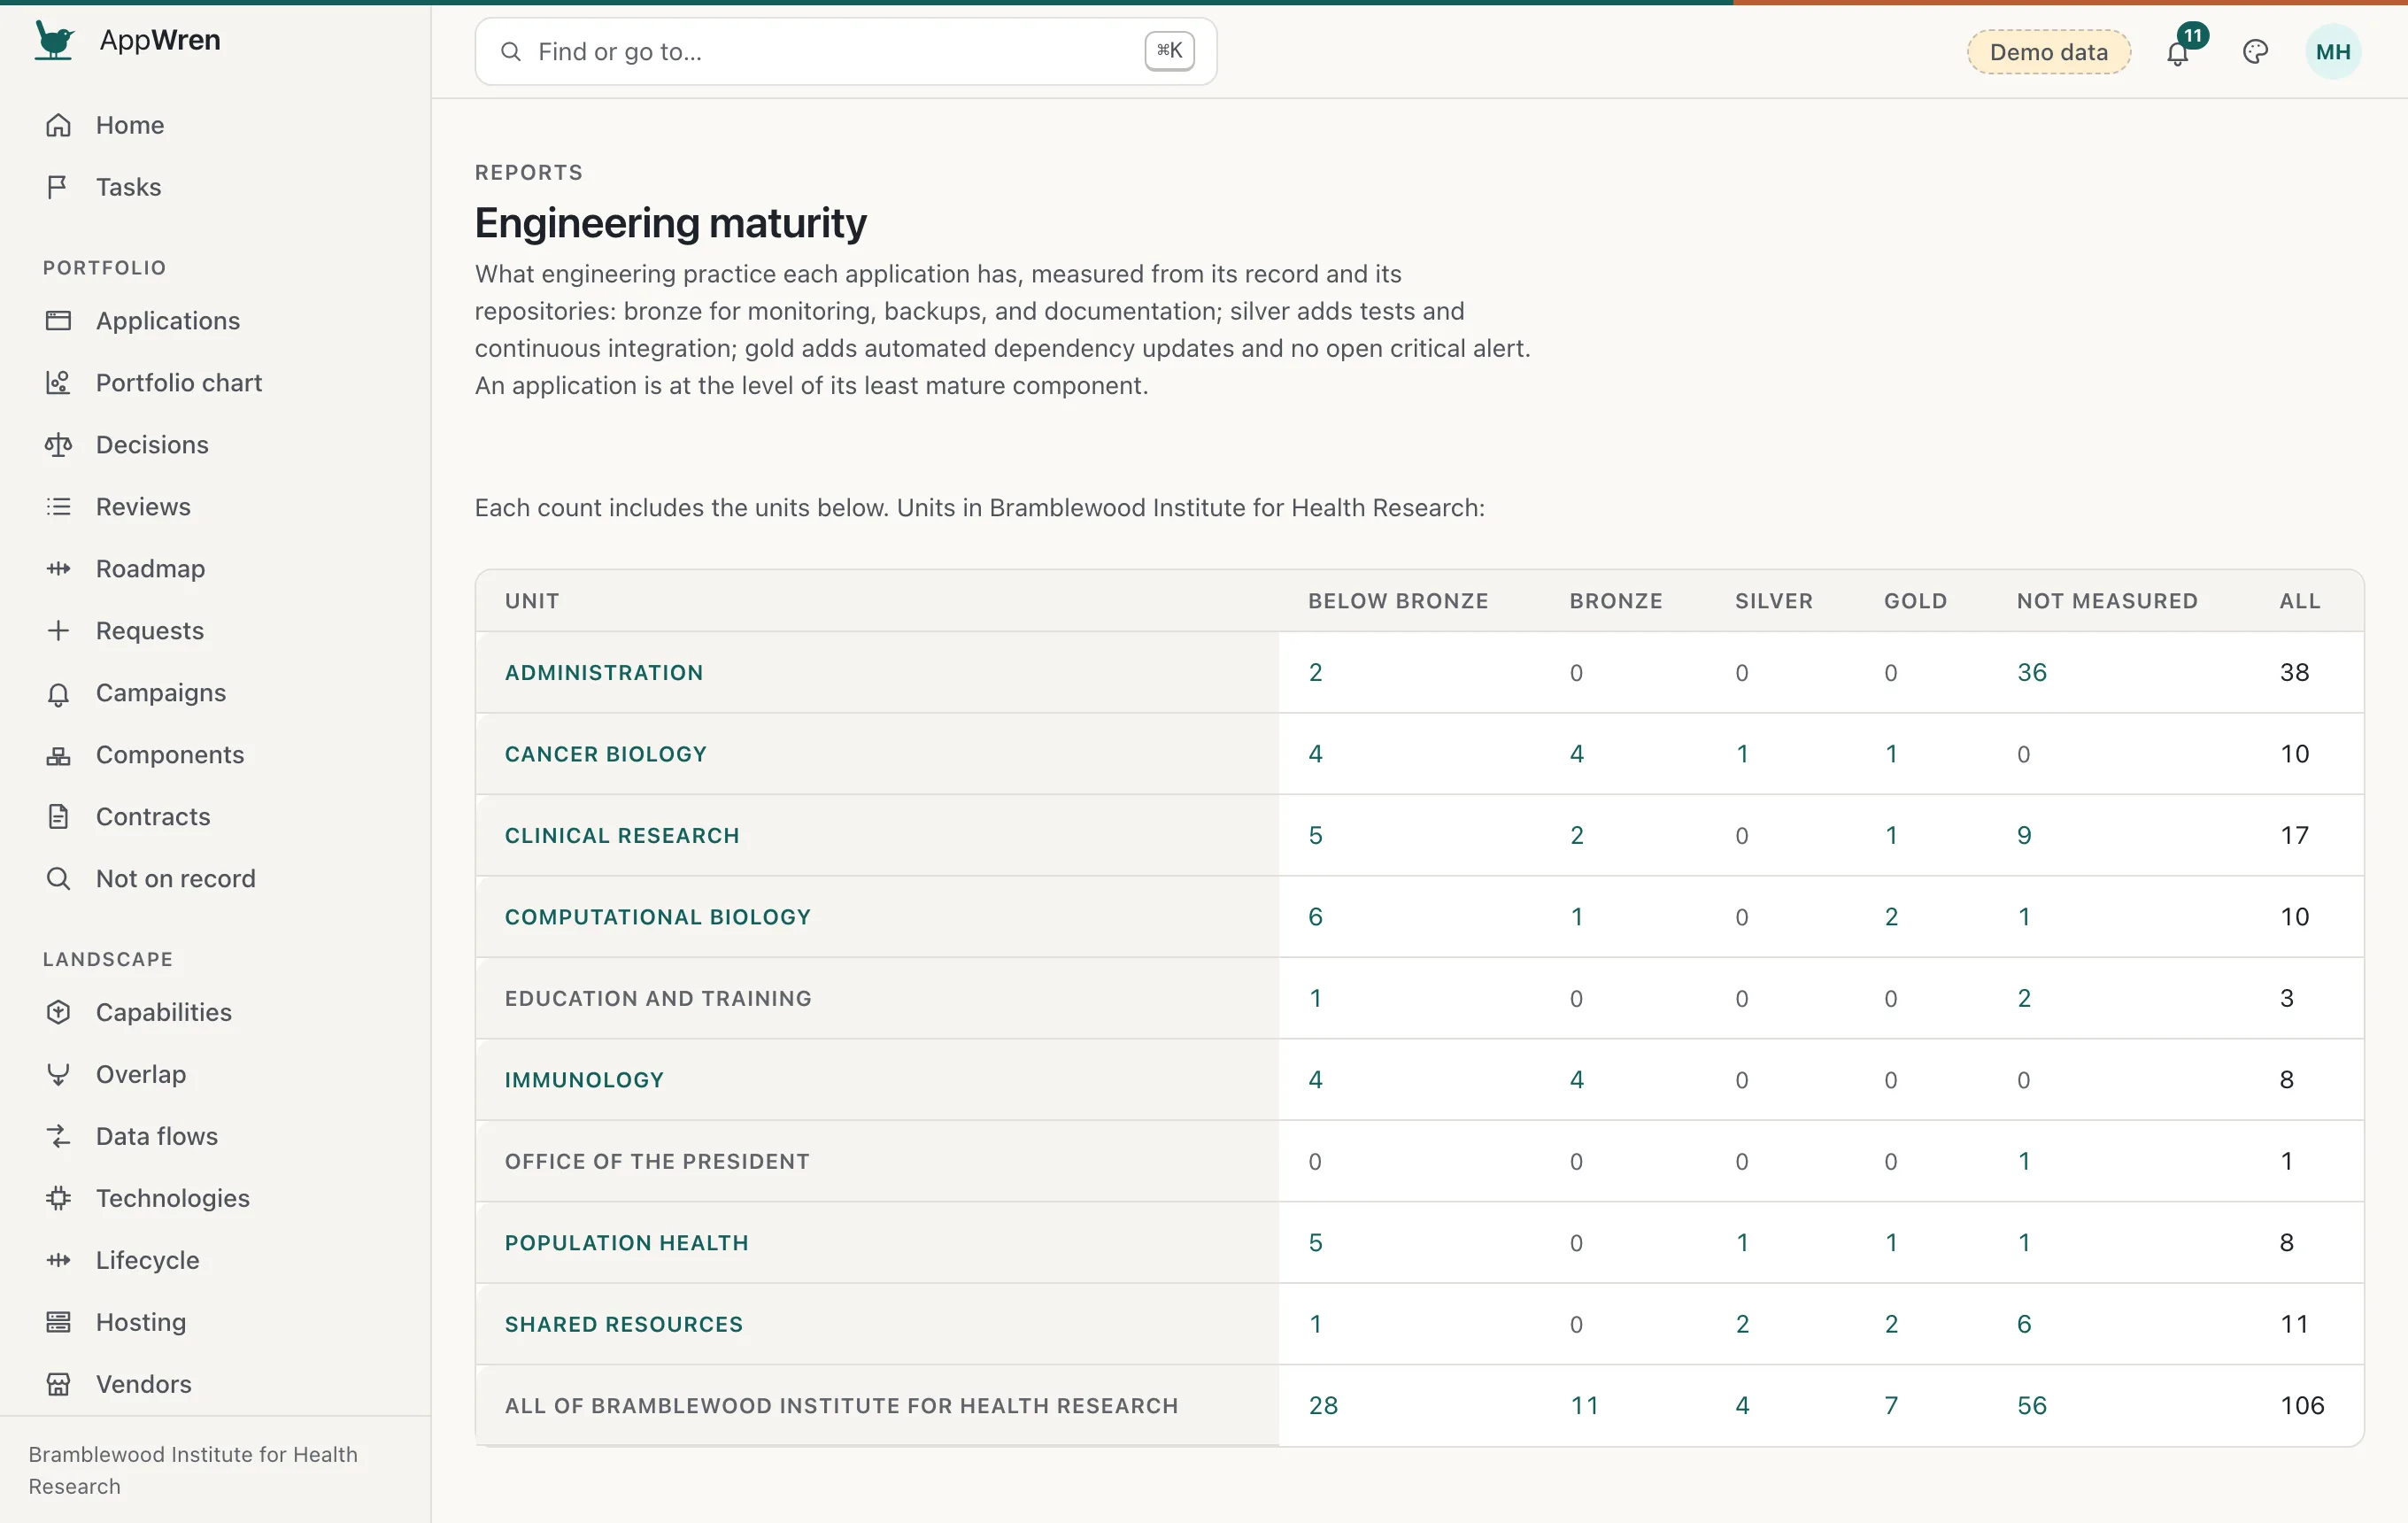 AppWren
Find or go to...
⌘K
Demo data
11
MH
Home
Tasks
PORTFOLIO
Applications
Portfolio chart
Decisions
Reviews
Roadmap
Requests
Campaigns
Components
Contracts
Not on record
LANDSCAPE
Capabilities
Overlap
Data flows
Technologies
Lifecycle
Hosting
Vendors
Bramblewood Institute for Health
Research
REPORTS
Engineering maturity
What engineering practice each application has, measured from its record and its
repositories: bronze for monitoring, backups, and documentation; silver adds tests and
continuous integration; gold adds automated dependency updates and no open critical alert.
An application is at the level of its least mature component.
Each count includes the units below. Units in Bramblewood Institute for Health Research:
UNIT BELOW BRONZE BRONZE SILVER GOLD NOT MEASURED ALL
ADMINISTRATION 2 0 0 0 36 38
CANCER BIOLOGY 4 4 1 1 0 10
CLINICAL RESEARCH 5 2 0 1 9 17
COMPUTATIONAL BIOLOGY 6 1 0 2 1 10
EDUCATION AND TRAINING 1 0 0 0 2 3
IMMUNOLOGY 4 4 0 0 0 8
OFFICE OF THE PRESIDENT 0 0 0 0 1 1
POPULATION HEALTH 5 0 1 1 1 8
SHARED RESOURCES 1 0 2 2 6 11
ALL OF BRAMBLEWOOD INSTITUTE FOR HEALTH RESEARCH 28 11 4 7 56 106